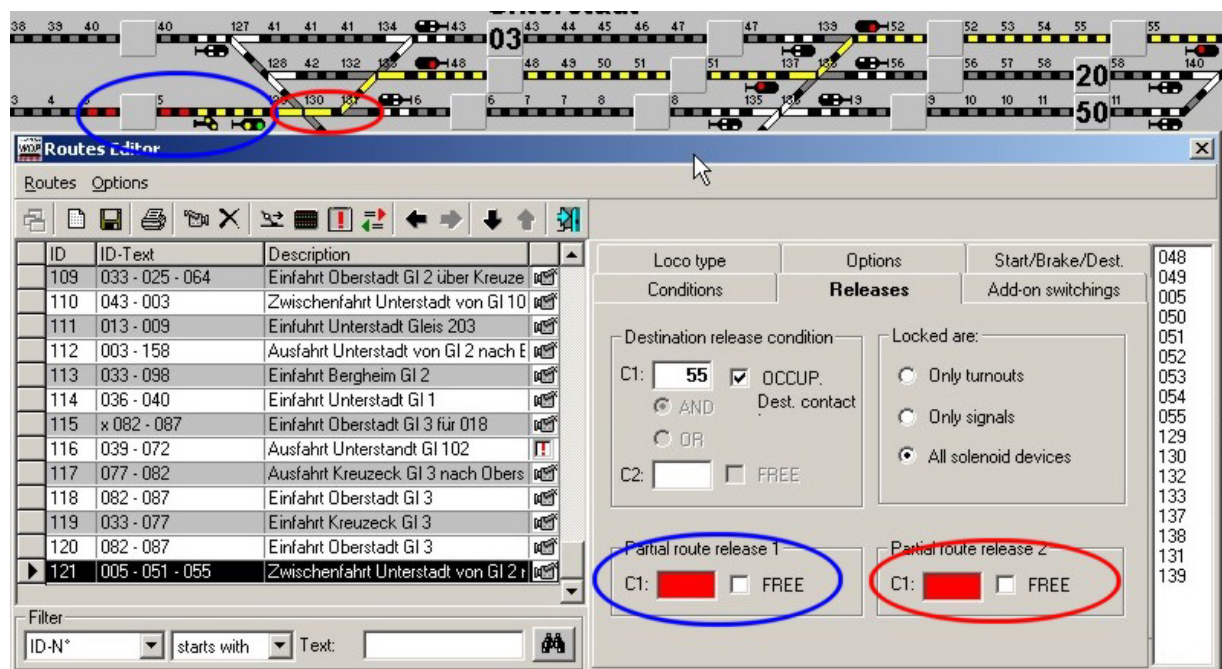 38 39 40 40 127 41 41 41 134 43 03 43 44 45 46 47 47 139 52 52 53 54 55 55
128 42 132 48 48 49 50 51 51 137 56 56 57 58 20 58 140
3 4 5 130 6 6 7 7 8 8 135 9 9 10 10 11 50 11
Routes Editor
Routes Options
ID ID-Text Description
109 033 - 025 - 064 Einfahrt Oberstadt Gl 2 über Kreuze
110 043 - 003 Zwischenfahrt Unterstadt von Gl 10
111 013 - 009 Einfuhrt Unterstadt Gleis 203
112 003 - 158 Ausfahrt Unterstadt von Gl 2 nach E
113 033 - 098 Einfahrt Bergheim Gl 2
114 036 - 040 Einfahrt Unterstadt Gl 1
115 x 082 - 087 Einfahrt Oberstadt Gl 3 für 018
116 039 - 072 Ausfahrt Unterstandt Gl 102
117 077 - 082 Ausfahrt Kreuzeck Gl 3 nach Obers
118 082 - 087 Einfahrt Oberstadt Gl 3
119 033 - 077 Einfahrt Kreuzeck Gl 3
120 082 - 087 Einfahrt Oberstadt Gl 3
121 005 - 051 - 055 Zwischenfahrt Unterstadt von Gl 2 r
Filter
ID-N° starts with Text:
Loco type Options Start/Brake/Dest.
Conditions Releases Add-on switchings
Destination release condition
C1: 55 OCCUP.
AND Dest. contact
OR
C2: FREE
Locked are:
Only turnouts
Only signals
All solenoid devices
Partial route release 1
C1: FREE
Partial route release 2
C1: FREE
048
049
005
050
051
052
053
054
055
129
130
132
133
137
138
131
139